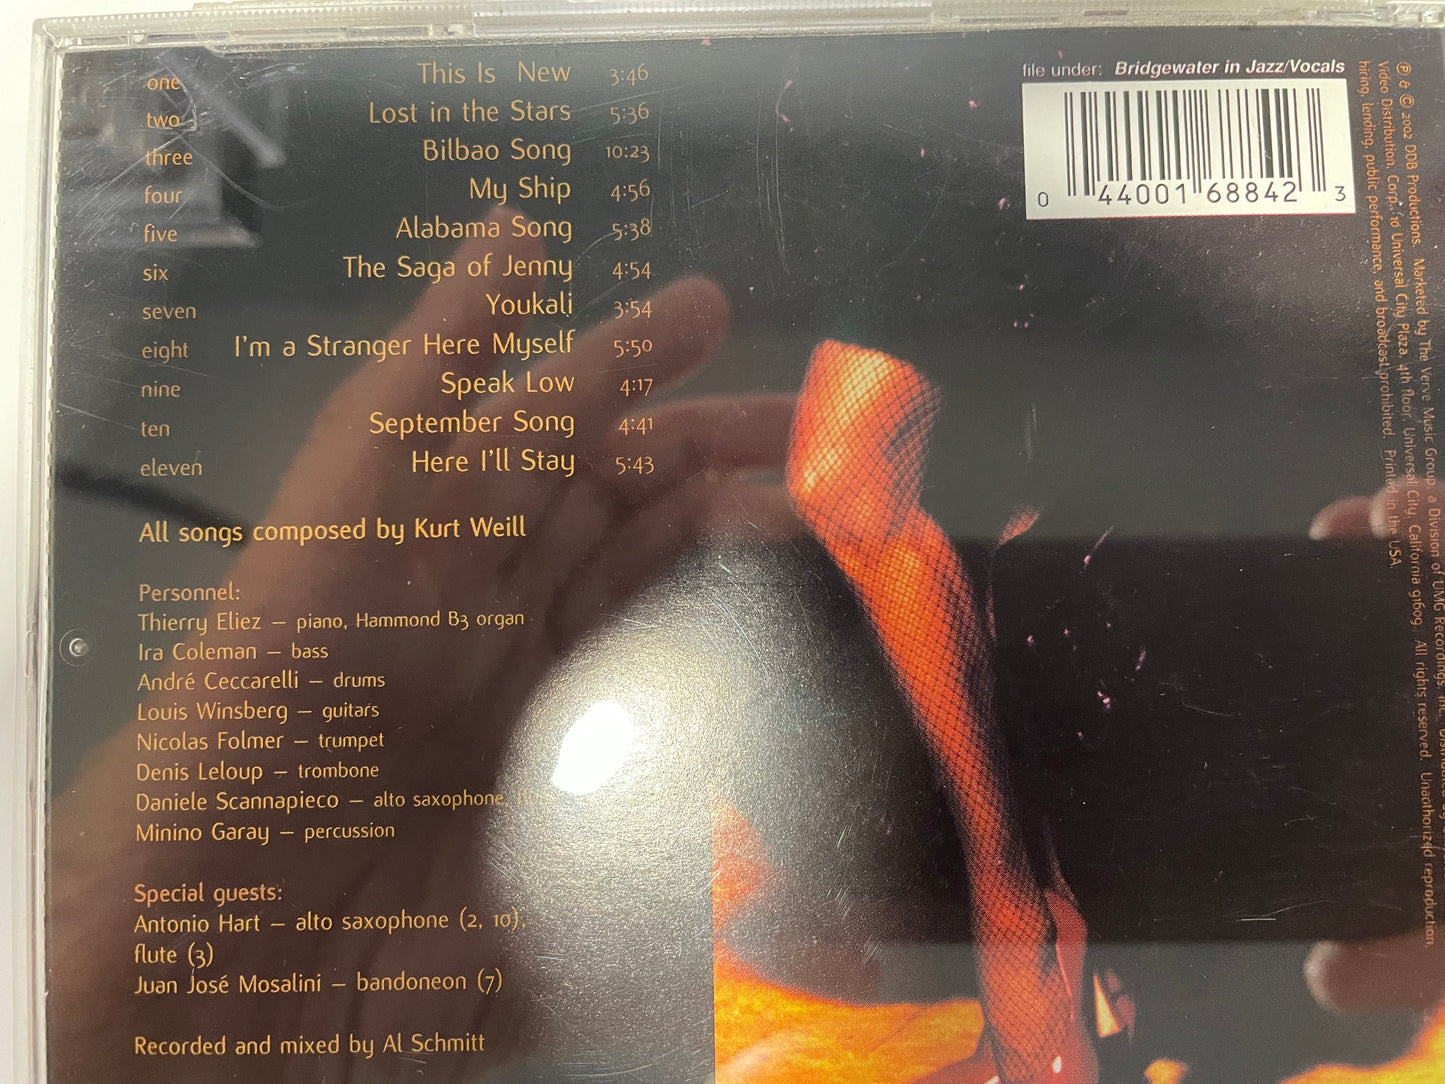 one This Is New 3:46
two Lost in the Stars 5:36
three Bilbao Song 10:23
four My Ship 4:56
five Alabama Song 5:38
six The Saga of Jenny 4:54
seven Youkali 3:54
eight I'm a Stranger Here Myself 5:50
nine Speak Low 4:17
ten September Song 4:41
eleven Here I'll Stay 5:43
All songs composed by Kurt Weill
Personnel:
Thierry Eliez – piano, Hammond B3 organ
Ira Coleman – bass
André Ceccarelli – drums
Louis Winsberg – guitars
Nicolas Folmer – trumpet
Denis Leloup – trombone
Daniele Scannapieco – alto saxophone,
Minino Garay – percussion
Special guests:
Antonio Hart – alto saxophone (2, 10),
flute (3)
Juan José Mosalini – bandoneon (7)
Recorded and mixed by Al Schmitt
file under: Bridgewater in Jazz/Vocals
0 44001 68842 3
℗ & © 2002 DDB Productions. Marketed by The Verve Music Group, a Division of UMG Recordings, Inc.
Video Distribution, Corp. 10 Universal City Plaza, 4th floor, Universal City, California 91609. All rights reserved. Unauthorized reproduction,
hiring, lending, public performance, and broadcast prohibited. Printed in the USA.